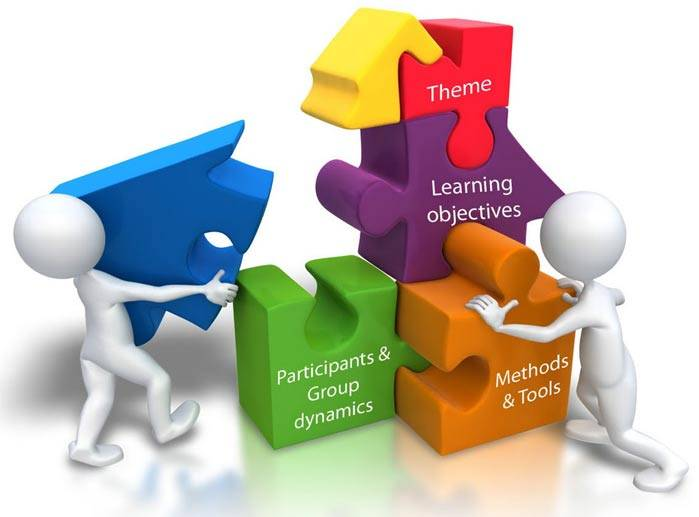 Theme
Learning
objectives
Participants &
Group
dynamics
Methods
& Tools